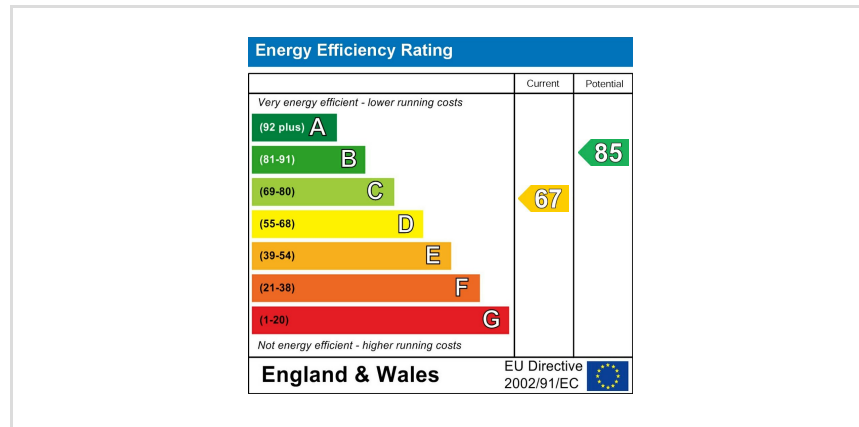 Energy Efficiency Rating
Current Potential
Very energy efficient - lower running costs
(92 plus) A
(81-91) B
85
(69-80) C
67
(55-68) D
(39-54) E
(21-38) F
(1-20) G
Not energy efficient - higher running costs
England & Wales
EU Directive
2002/91/EC